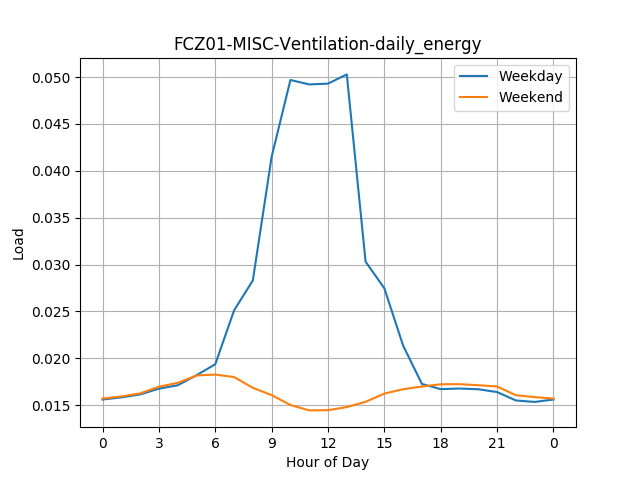 FCZ01-MISC-Ventilation-daily_energy
Weekday
Weekend
0.050
0.045
0.040
0.035
0.030
0.025
0.020
0.015
Load
0 3 6 9 12 15 18 21 0
Hour of Day